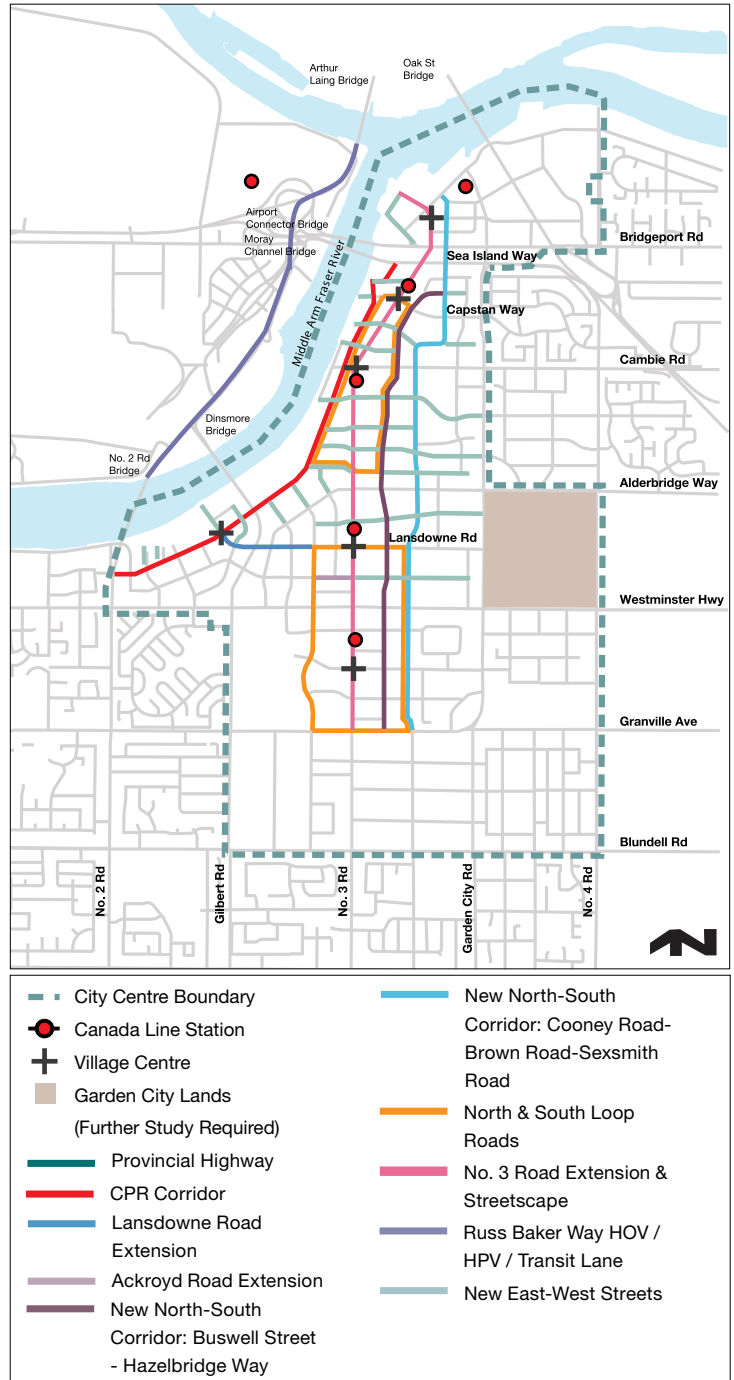 Arthur
Laing Bridge
Oak St
Bridge
Airport
Connector Bridge
Moray
Channel Bridge
Bridgeport Rd
Sea Island Way
Middle Arm Fraser River
Capstan Way
Cambie Rd
Dinsmore
Bridge
No. 2 Rd
Bridge
Alderbridge Way
Lansdowne Rd
Westminster Hwy
Granville Ave
Blundell Rd
No. 2 Rd
Gilbert Rd
No. 3 Rd
Garden City Rd
No. 4 Rd
N
City Centre Boundary
Canada Line Station
Village Centre
Garden City Lands
(Further Study Required)
Provincial Highway
CPR Corridor
Lansdowne Road
Extension
Ackroyd Road Extension
New North-South
Corridor: Buswell Street
- Hazelbridge Way
New North-South
Corridor: Cooney Road-
Brown Road-Sexsmith
Road
North & South Loop
Roads
No. 3 Road Extension &
Streetscape
Russ Baker Way HOV /
HPV / Transit Lane
New East-West Streets